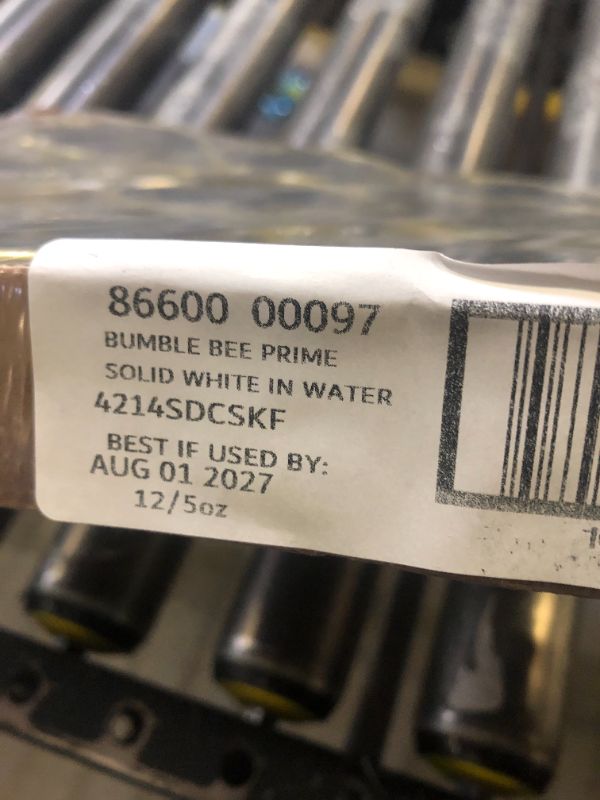 86600 00097
BUMBLE BEE PRIME
SOLID WHITE IN WATER
4214SDCSKF
BEST IF USED BY:
AUG 01 2027
12/5oz